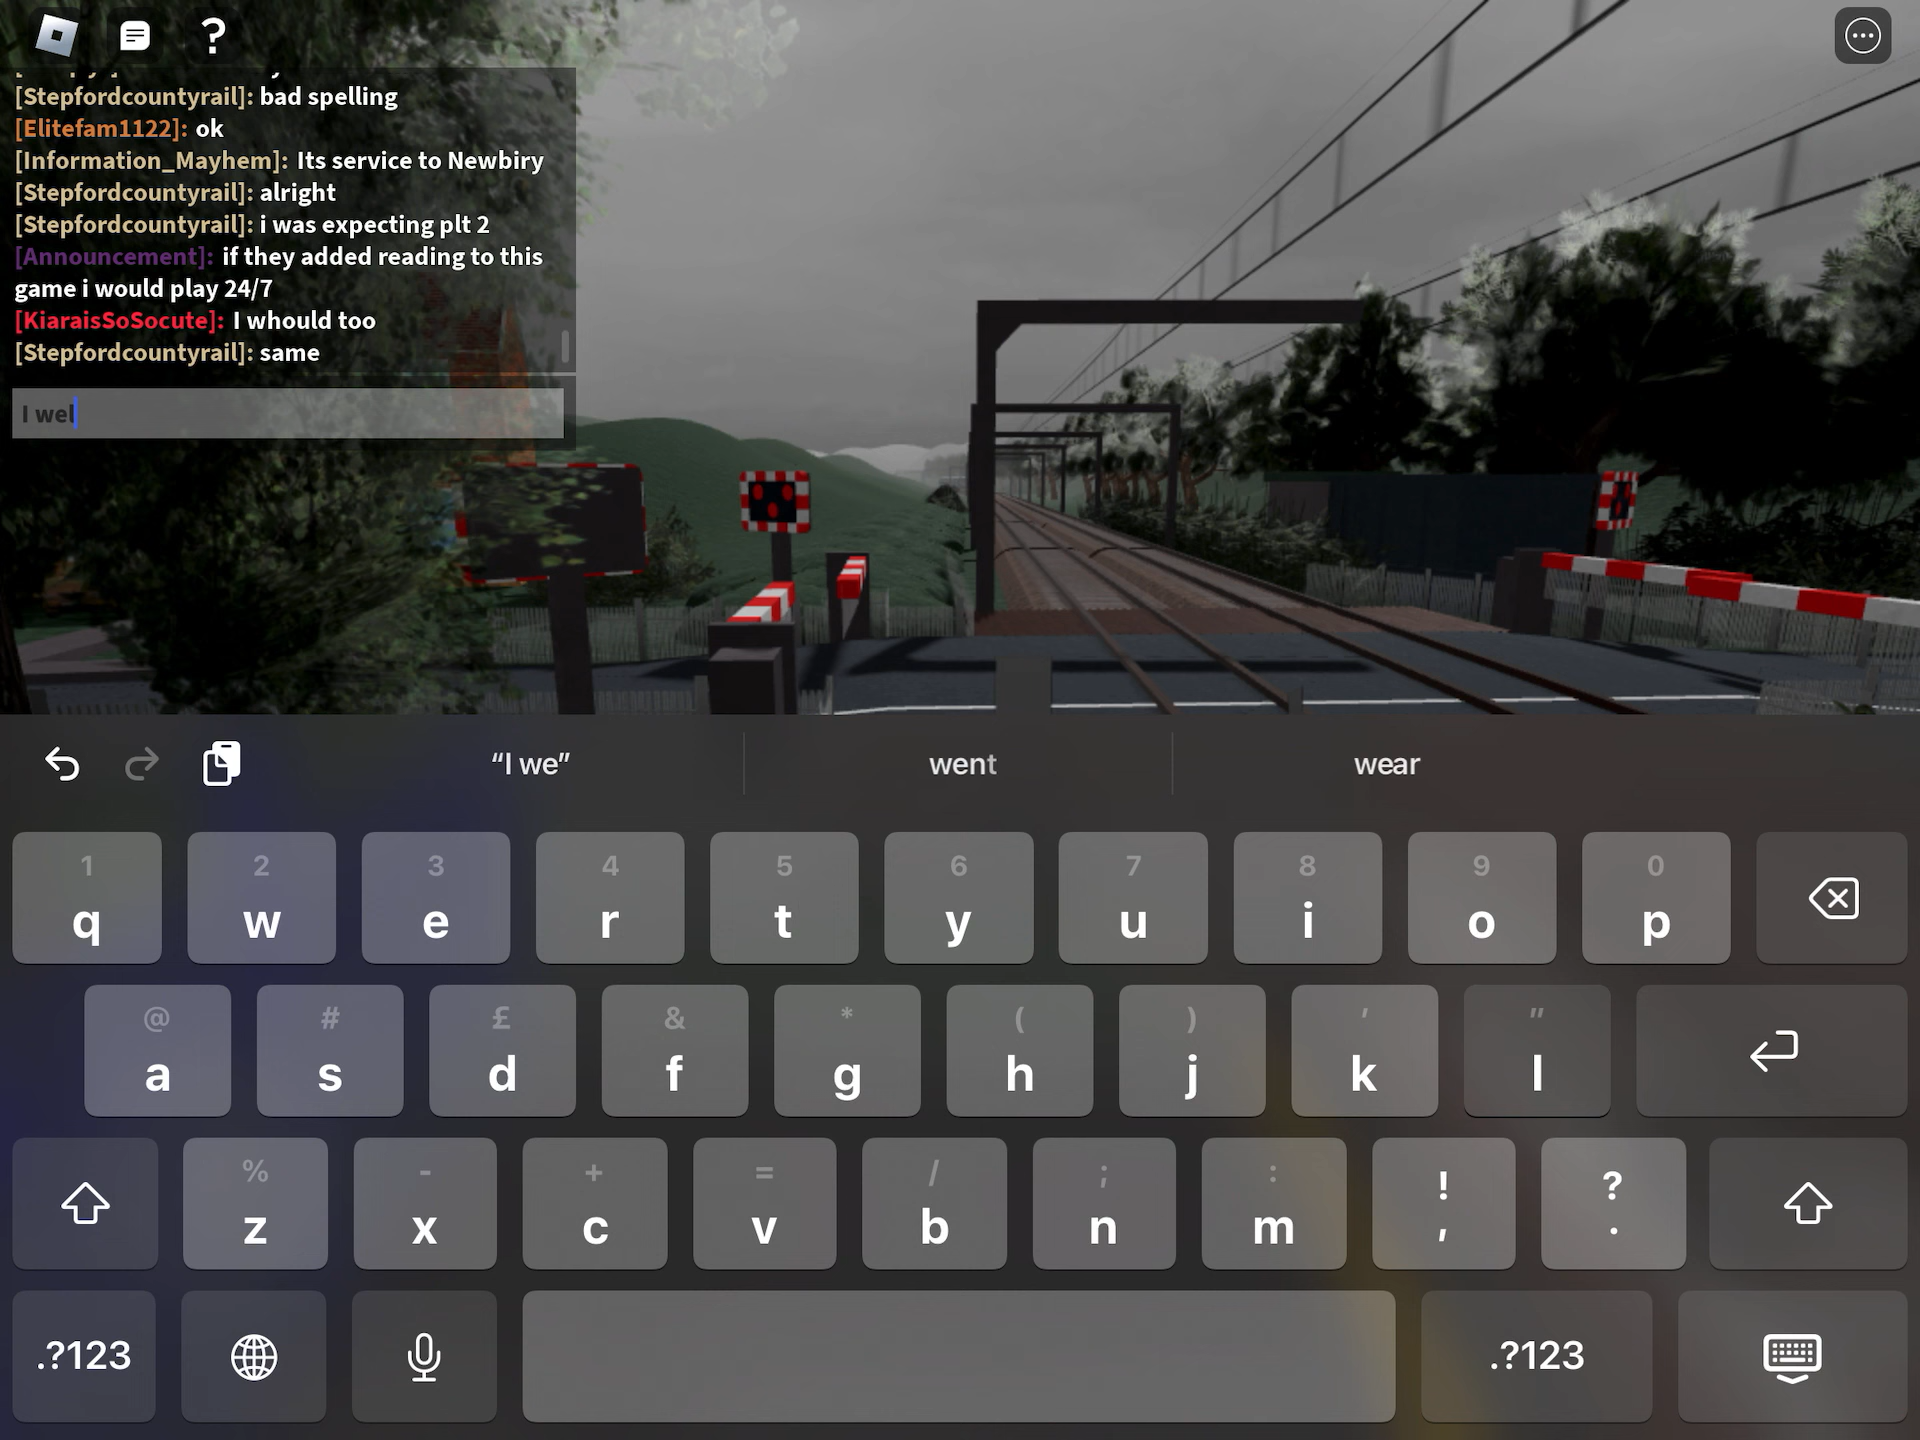 ?
[Stepfordcountyrail]: bad spelling
[Elitefam1122]: ok
[Information_Mayhem]: Its service to Newbiry
[Stepfordcountyrail]: alright
[Stepfordcountyrail]: i was expecting plt 2
[Announcement]: if they added reading to this
game i would play 24/7
[KiaraisSoSocute]: I whould too
[Stepfordcountyrail]: same
I wel
“I we” went wear
1 2 3 4 5 6 7 8 9 0
q w e r t y u i o p
@ # £ & * ( ) ' "
a s d f g h j k l
% - + = / ; : ! ?
z x c v b n m , .
.?123 .?123